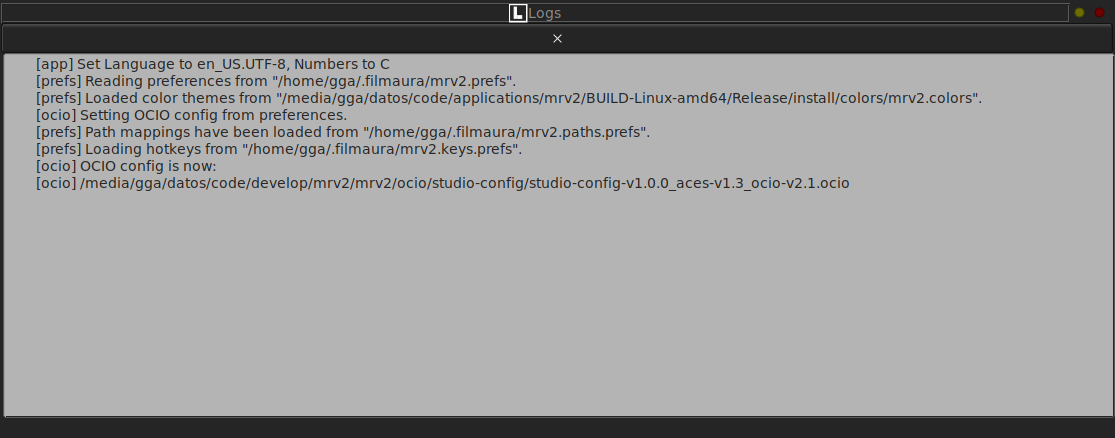 L Logs
×
[app] Set Language to en_US.UTF-8, Numbers to C
[prefs] Reading preferences from "/home/gga/.filmaura/mrv2.prefs".
[prefs] Loaded color themes from "/media/gga/datos/code/applications/mrv2/BUILD-Linux-amd64/Release/install/colors/mrv2.colors".
[ocio] Setting OCIO config from preferences.
[prefs] Path mappings have been loaded from "/home/gga/.filmaura/mrv2.paths.prefs".
[prefs] Loading hotkeys from "/home/gga/.filmaura/mrv2.keys.prefs".
[ocio] OCIO config is now:
[ocio] /media/gga/datos/code/develop/mrv2/mrv2/ocio/studio-config/studio-config-v1.0.0_aces-v1.3_ocio-v2.1.ocio